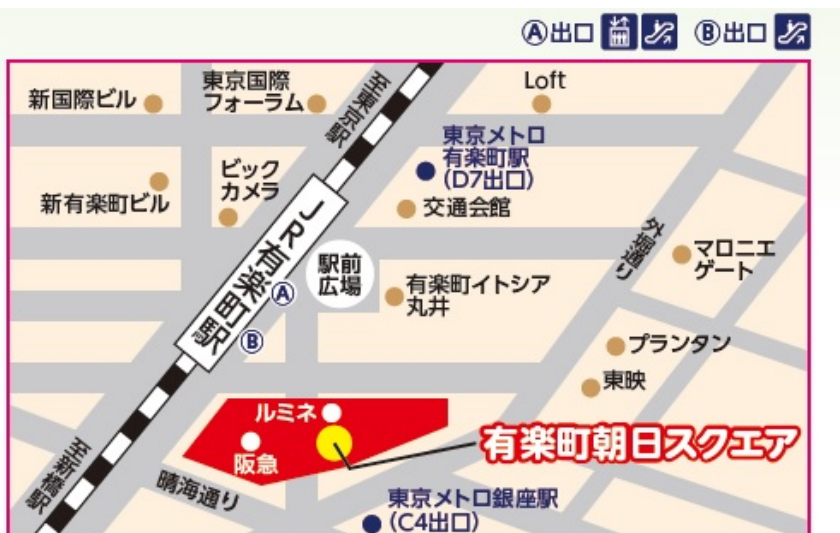 Ⓐ出口 Ⓑ出口
新国際ビル
東京国際
フォーラム
至東京駅
Loft
東京メトロ
有楽町駅
(D7出口)
新有楽町ビル
ビック
カメラ
交通会館
JR有楽町駅
Ⓐ
Ⓑ
駅前
広場
有楽町イトシア
丸井
外堀通り
マロニエ
ゲート
プランタン
東映
ルミネ
阪急
有楽町朝日スクエア
至新橋駅
晴海通り
東京メトロ銀座駅
(C4出口)